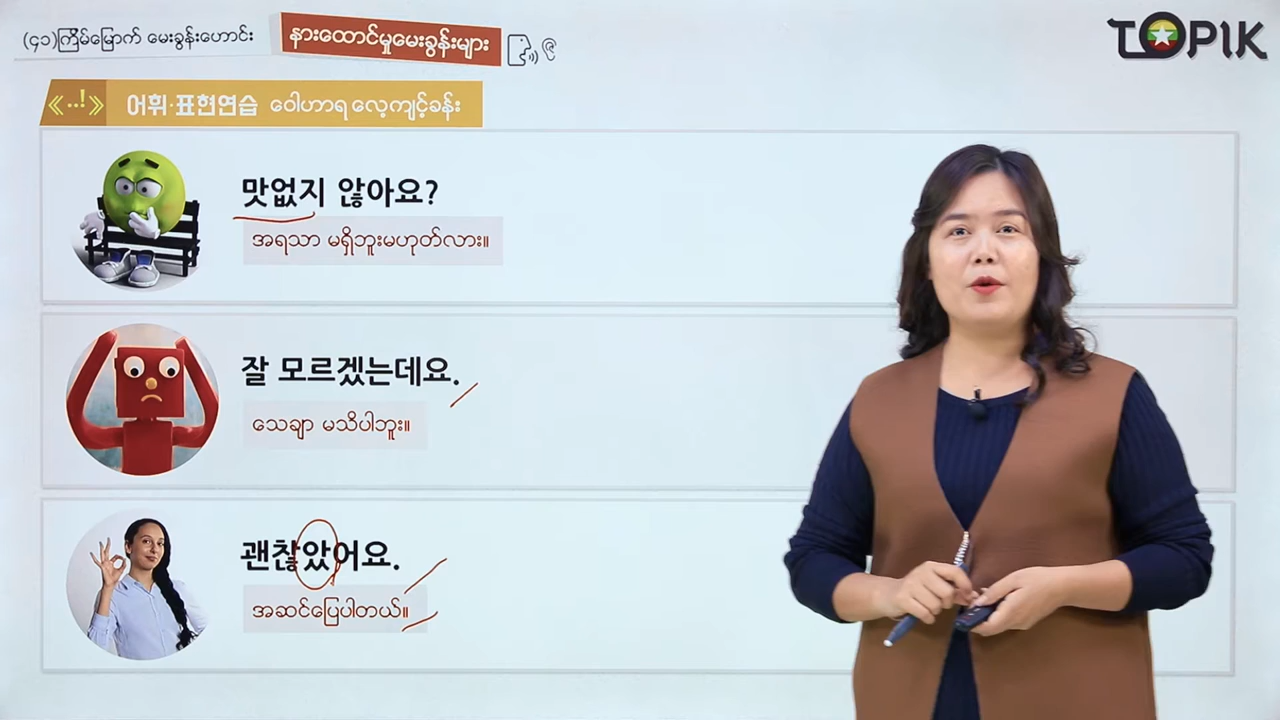 (၄၁)ကြိမ်မြောက် မေးခွန်းဟောင်း
နားထောင်မှုမေးခွန်းများ
၉
TOPIK
《..!》 어휘·표현연습 ဝေါဟာရ လေ့ကျင့်ခန်း
맛없지 않아요?
အရသာ မရှိဘူးမဟုတ်လား။
잘 모르겠는데요.
သေချာ မသိပါဘူး။
괜찮았어요.
အဆင်ပြေပါတယ်။